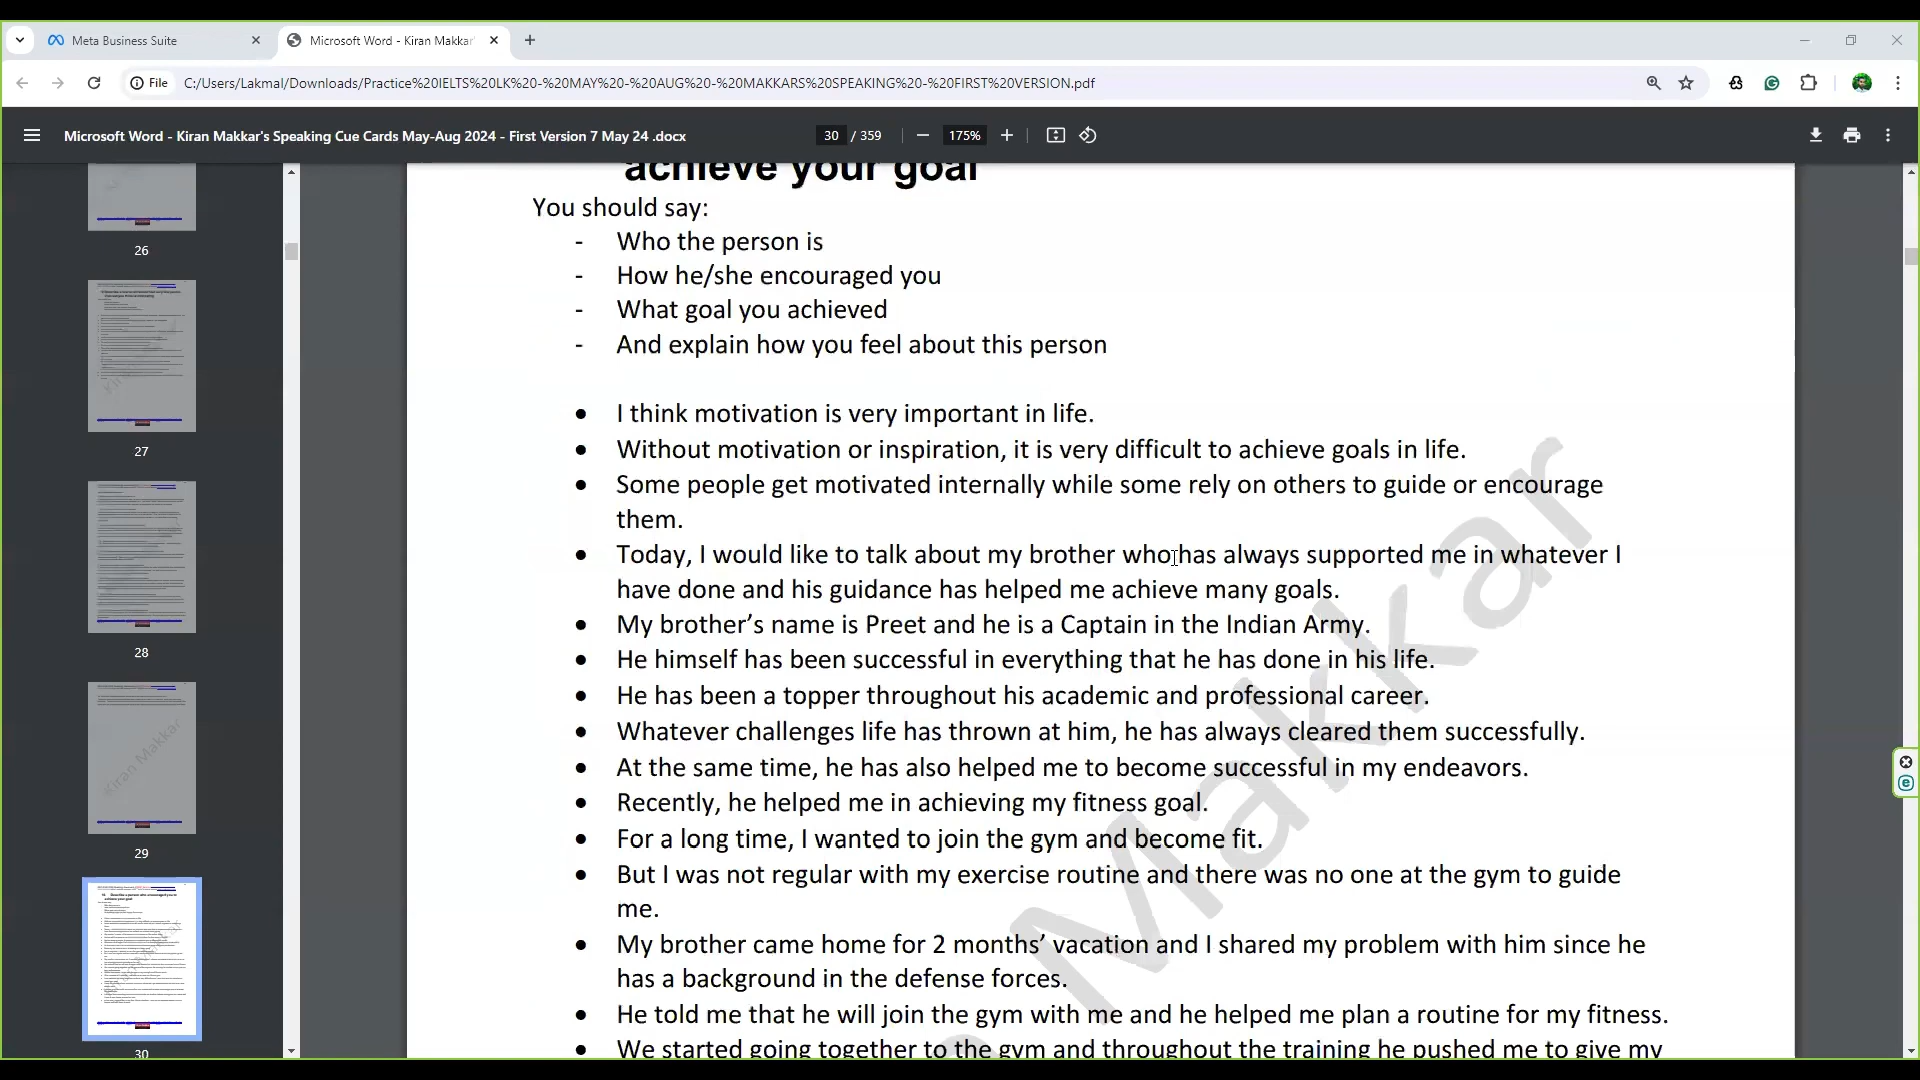 Meta Business Suite
Microsoft Word - Kiran Makkar'
File
C:/Users/Lakmal/Downloads/Practice%20IELTS%20LK%20-%20MAY%20-%20AUG%20-%20MAKKARS%20SPEAKING%20-%20FIRST%20VERSION.pdf
Microsoft Word - Kiran Makkar's Speaking Cue Cards May-Aug 2024 - First Version 7 May 24 .docx
30 / 359
175%
26
27
28
29
30
achieve your goal
You should say:
- Who the person is
- How he/she encouraged you
- What goal you achieved
- And explain how you feel about this person
• I think motivation is very important in life.
• Without motivation or inspiration, it is very difficult to achieve goals in life.
• Some people get motivated internally while some rely on others to guide or encourage
them.
• Today, I would like to talk about my brother who has always supported me in whatever I
have done and his guidance has helped me achieve many goals.
• My brother’s name is Preet and he is a Captain in the Indian Army.
• He himself has been successful in everything that he has done in his life.
• He has been a topper throughout his academic and professional career.
• Whatever challenges life has thrown at him, he has always cleared them successfully.
• At the same time, he has also helped me to become successful in my endeavors.
• Recently, he helped me in achieving my fitness goal.
• For a long time, I wanted to join the gym and become fit.
• But I was not regular with my exercise routine and there was no one at the gym to guide
me.
• My brother came home for 2 months’ vacation and I shared my problem with him since he
has a background in the defense forces.
• He told me that he will join the gym with me and he helped me plan a routine for my fitness.
• We started going together to the gym and throughout the training he pushed me to give my
Makkar